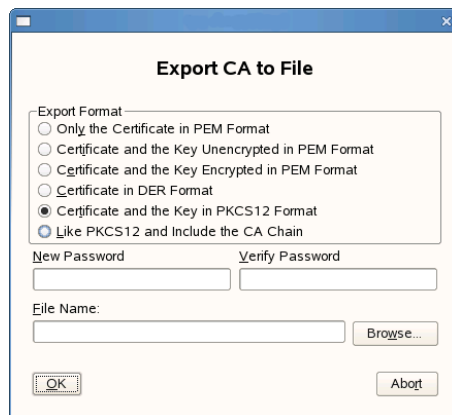 Export CA to File
Export Format
Only the Certificate in PEM Format
Certificate and the Key Unencrypted in PEM Format
Certificate and the Key Encrypted in PEM Format
Certificate in DER Format
Certificate and the Key in PKCS12 Format
Like PKCS12 and Include the CA Chain
New Password Verify Password
File Name:
Browse...
OK Abort